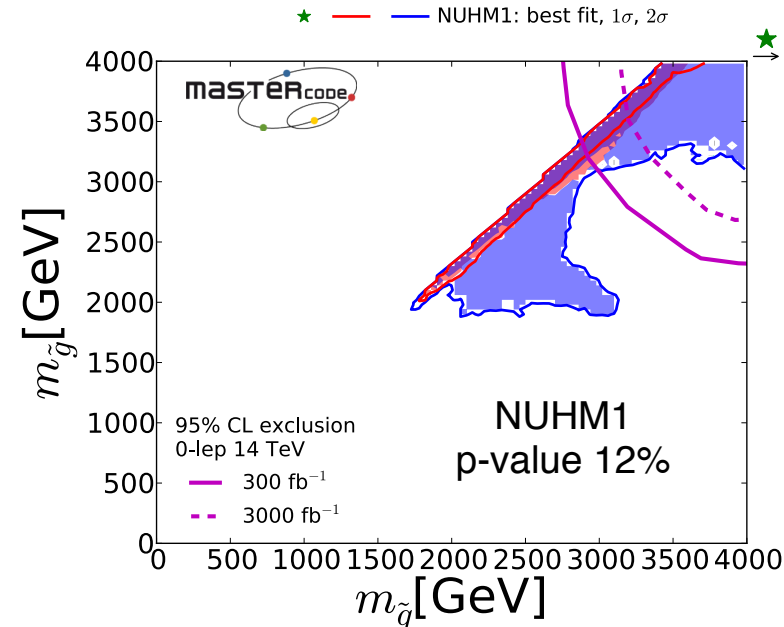 NUHM1: best fit, 1σ, 2σ
MASTERCODE
4000
3500
3000
2500
2000
1500
1000
500
0
m_g̃[GeV]
NUHM1
p-value 12%
95% CL exclusion
0-lep 14 TeV
300 fb⁻¹
3000 fb⁻¹
0 500 1000 1500 2000 2500 3000 3500 4000
m_q̃[GeV]